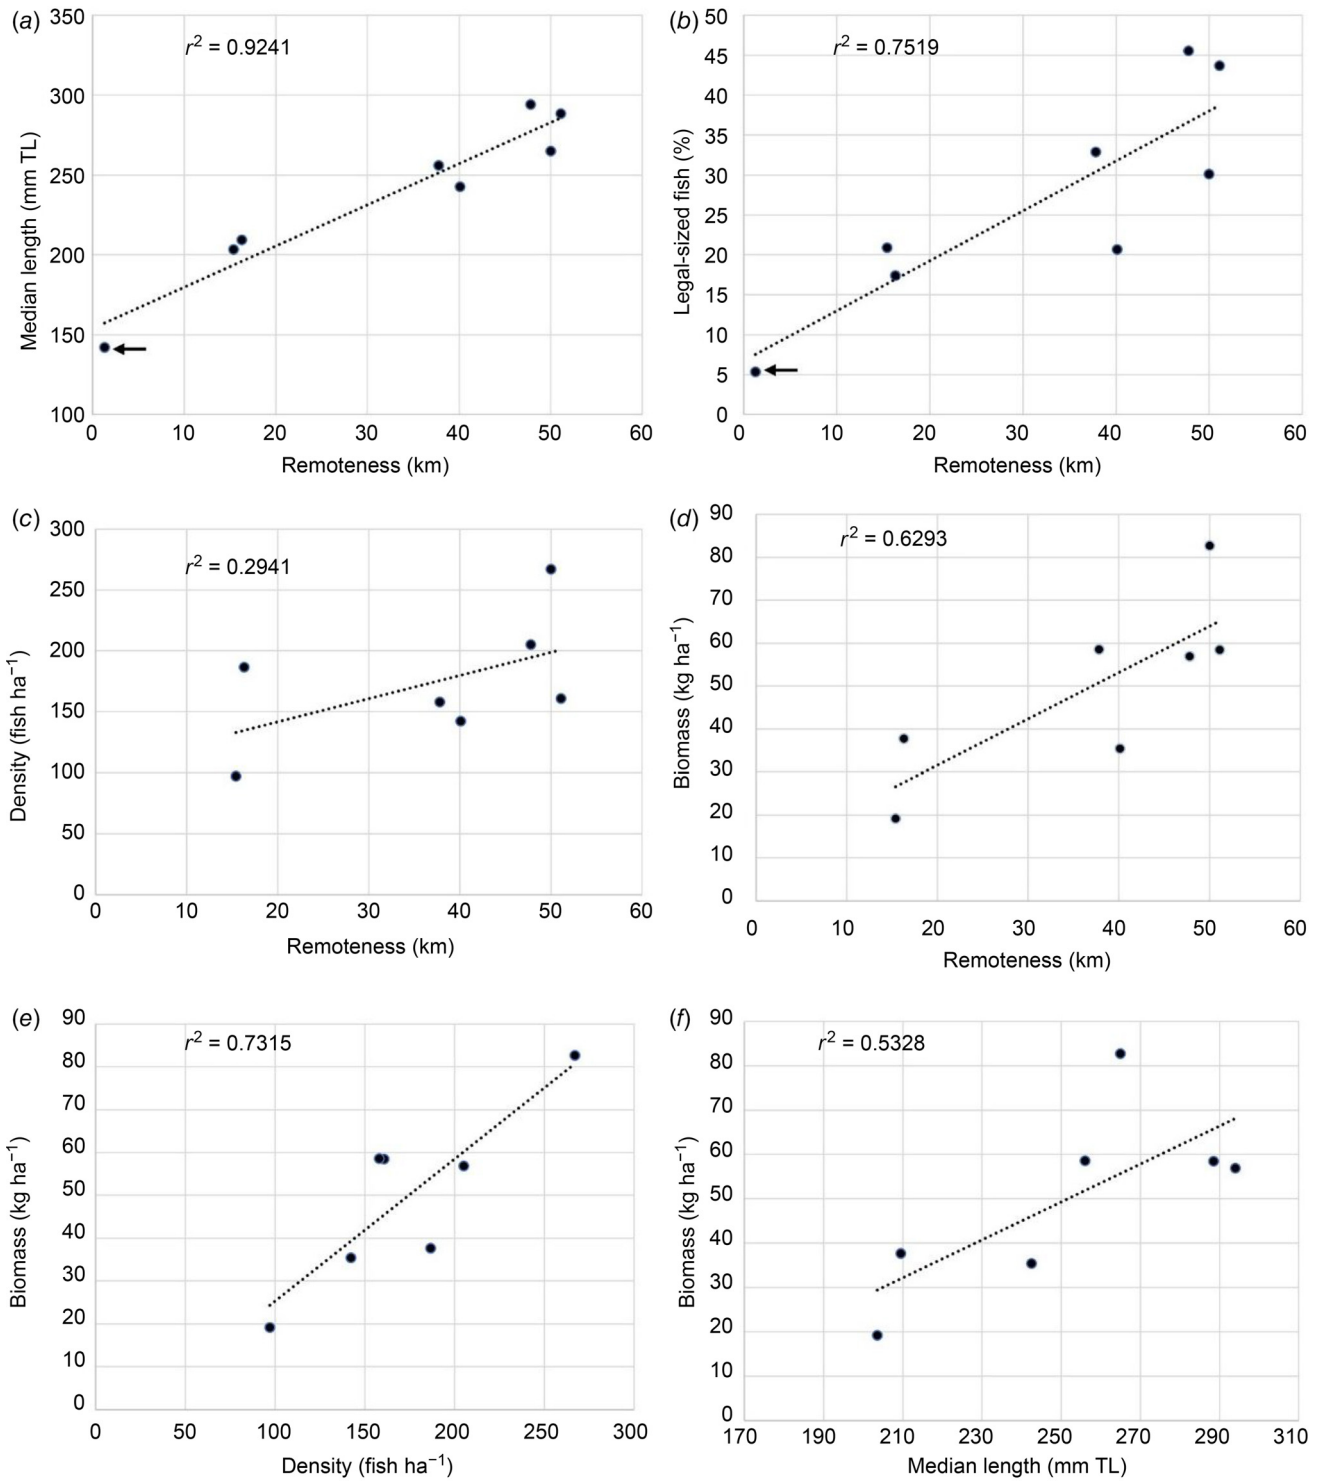 (a)
r² = 0.9241
350
300
250
200
150
100
Median length (mm TL)
0 10 20 30 40 50 60
Remoteness (km)
(b)
r² = 0.7519
50
45
40
35
30
25
20
15
10
5
0
Legal-sized fish (%)
0 10 20 30 40 50 60
Remoteness (km)
(c)
r² = 0.2941
300
250
200
150
100
50
0
Density (fish ha⁻¹)
0 10 20 30 40 50 60
Remoteness (km)
(d)
r² = 0.6293
90
80
70
60
50
40
30
20
10
0
Biomass (kg ha⁻¹)
0 10 20 30 40 50 60
Remoteness (km)
(e)
r² = 0.7315
90
80
70
60
50
40
30
20
10
0
Biomass (kg ha⁻¹)
0 50 100 150 200 250 300
Density (fish ha⁻¹)
(f)
r² = 0.5328
90
80
70
60
50
40
30
20
10
0
Biomass (kg ha⁻¹)
170 190 210 230 250 270 290 310
Median length (mm TL)